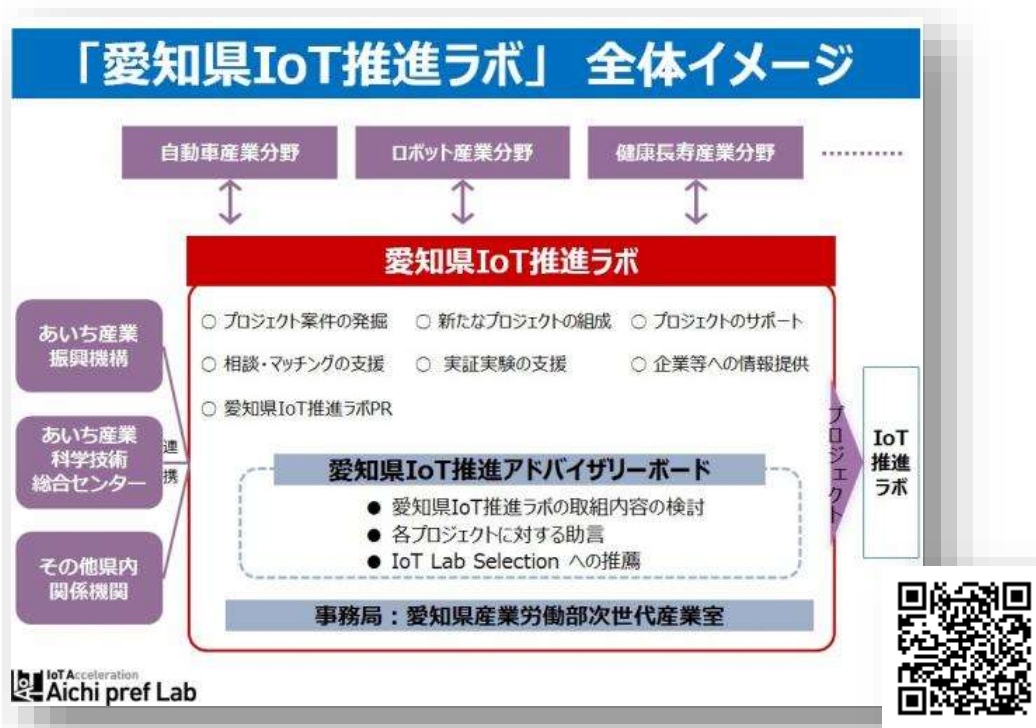 「愛知県IoT推進ラボ」 全体イメージ
自動車産業分野
ロボット産業分野
健康長寿産業分野
愛知県IoT推進ラボ
○ プロジェクト案件の発掘
○ 新たなプロジェクトの組成
○ プロジェクトのサポート
○ 相談・マッチングの支援
○ 実証実験の支援
○ 企業等への情報提供
○ 愛知県IoT推進ラボPR
あいち産業
振興機構
あいち産業
科学技術
総合センター
その他県内
関係機関
連
携
愛知県IoT推進アドバイザリーボード
● 愛知県IoT推進ラボの取組内容の検討
● 各プロジェクトに対する助言
● IoT Lab Selection への推薦
事務局：愛知県産業労働部次世代産業室
プロジェクト
IoT
推進
ラボ
IoT Acceleration
Aichi pref Lab